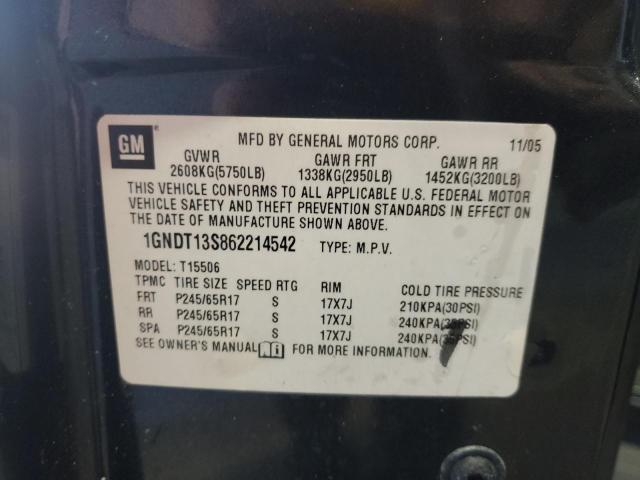 GM ® MFD BY GENERAL MOTORS CORP. 11/05
GVWR GAWR FRT GAWR RR
2608KG(5750LB) 1338KG(2950LB) 1452KG(3200LB)
THIS VEHICLE CONFORMS TO ALL APPLICABLE U.S. FEDERAL MOTOR
VEHICLE SAFETY AND THEFT PREVENTION STANDARDS IN EFFECT ON
THE DATE OF MANUFACTURE SHOWN ABOVE.
1GNDT13S862214542 TYPE: M.P.V.
MODEL: T15506
TPMC TIRE SIZE SPEED RTG RIM COLD TIRE PRESSURE
FRT P245/65R17 S 17X7J 210KPA(30PSI)
RR P245/65R17 S 17X7J 240KPA(35PSI)
SPA P245/65R17 S 17X7J 240KPA(35PSI)
SEE OWNER'S MANUAL FOR MORE INFORMATION.